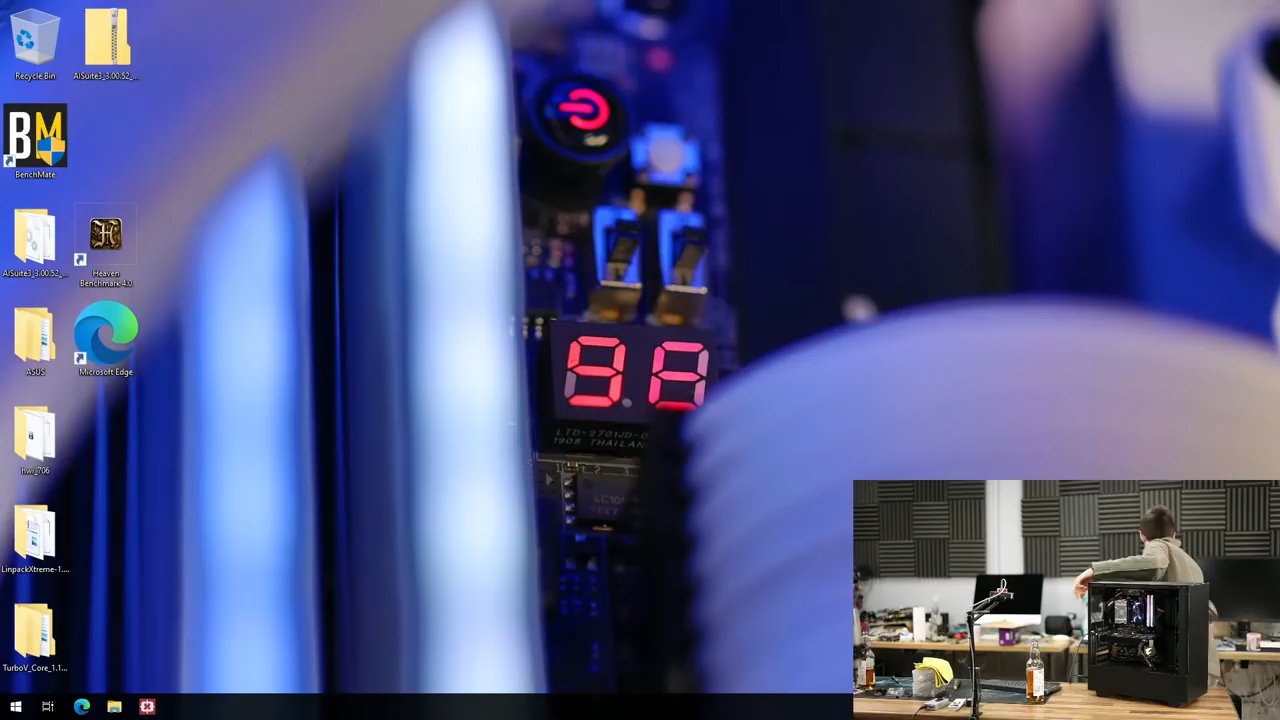 Recycle Bin
AISuite3_3.00.52_...
BM
BenchMate
AISuite3_3.00.52_...
H
Heaven
Benchmark 4.0
ASUS
Microsoft Edge
hwi_706
LinpackXtreme-1....
TurboV_Core_1.1...
LTD-2701JD-0
1908 THAILAN